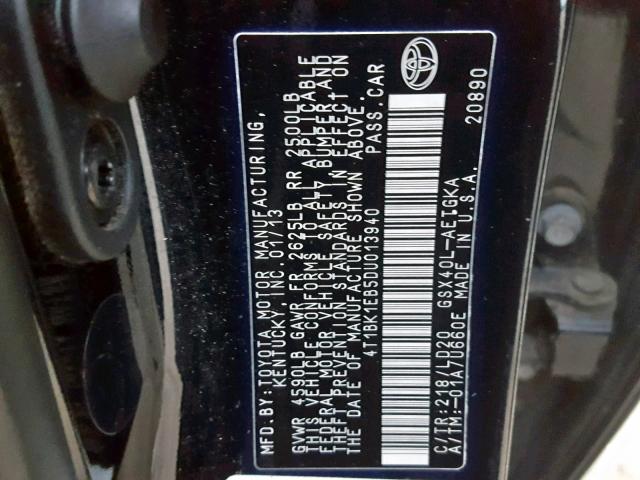 MFD.BY:TOYOTA MOTOR MANUFACTURING,
KENTUCKY INC.01/13
GVWR 4590LB GAWR FR 2645LB RR 2500LB
THIS VEHICLE CONFORMS TO ALL APPLICABLE
FEDERAL MOTOR VEHICLE SAFETY, BUMPER, AND
THEFT PREVENTION STANDARDS IN EFFECT ON
THE DATE OF MANUFACTURE SHOWN ABOVE.
4T1BK1EB5DU013940 PASS.CAR
C/TR:218/LD20 GSX40L-AETGKA
A/TM:-01A/U660E MADE IN U.S.A.
20890